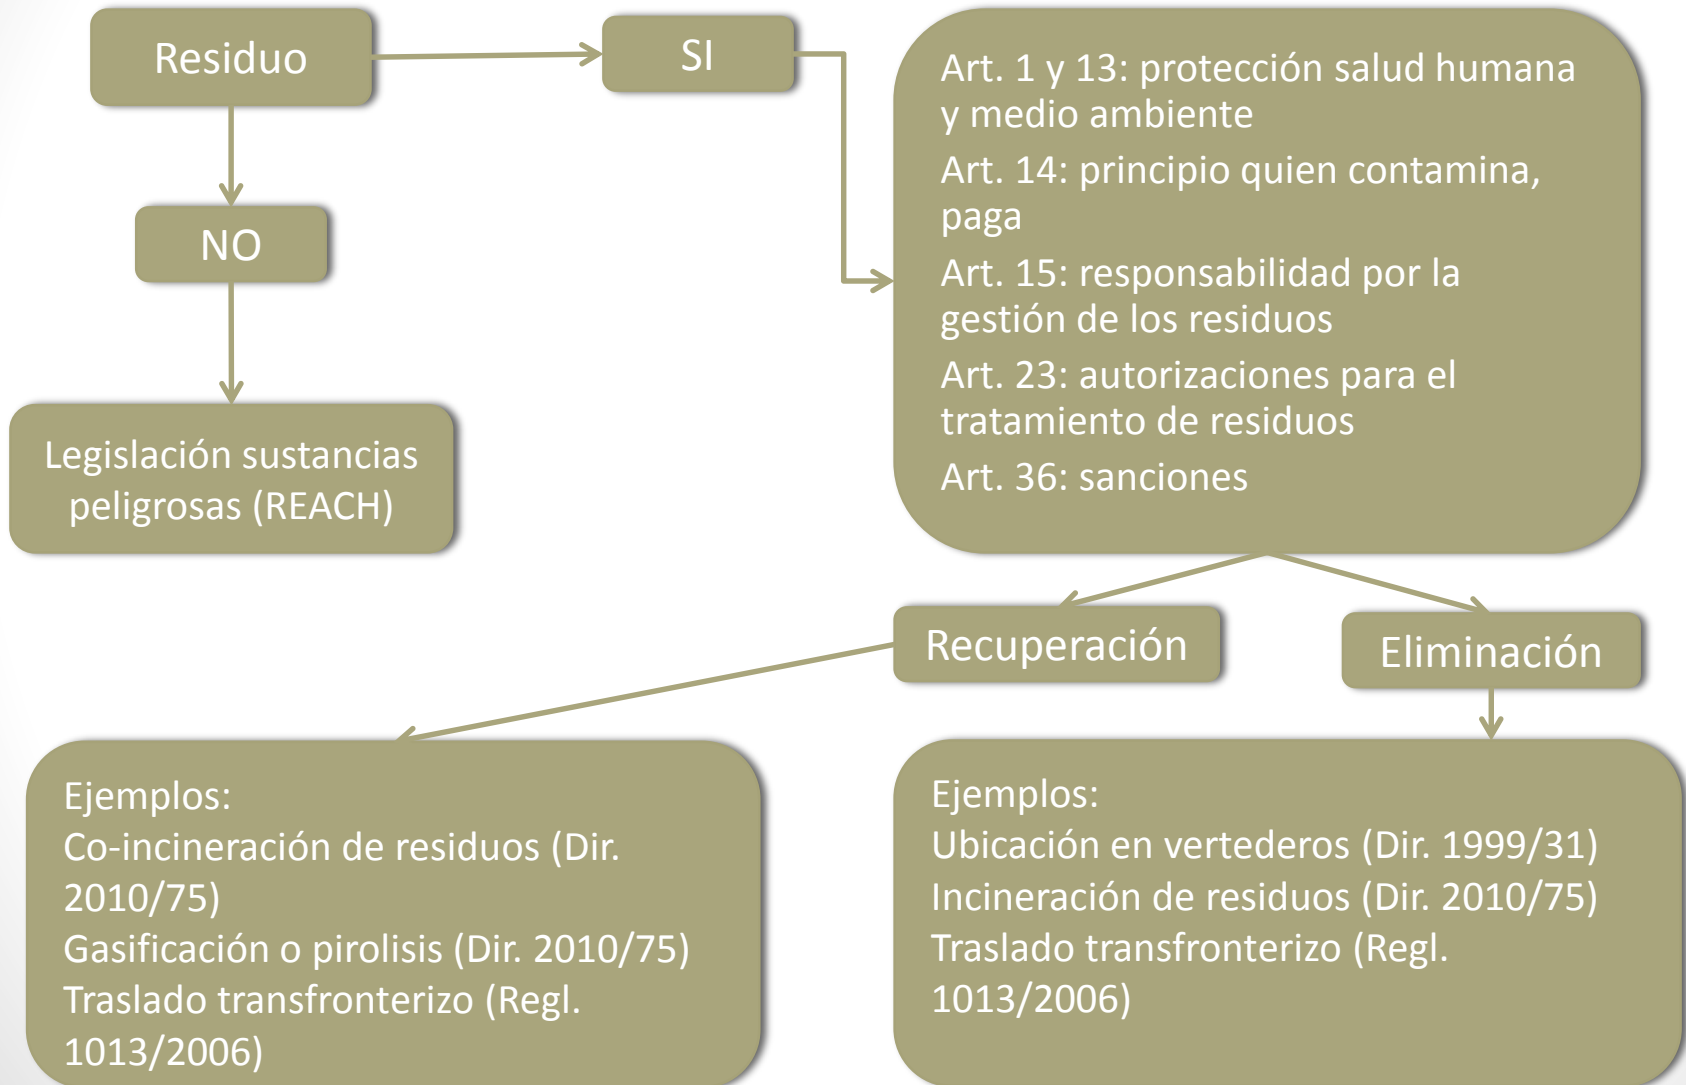 Residuo
SI
NO
Legislación sustancias
peligrosas (REACH)
Art. 1 y 13: protección salud humana
y medio ambiente
Art. 14: principio quien contamina,
paga
Art. 15: responsabilidad por la
gestión de los residuos
Art. 23: autorizaciones para el
tratamiento de residuos
Art. 36: sanciones
Recuperación
Eliminación
Ejemplos:
Co-incineración de residuos (Dir.
2010/75)
Gasificación o pirolisis (Dir. 2010/75)
Traslado transfronterizo (Regl.
1013/2006)
Ejemplos:
Ubicación en vertederos (Dir. 1999/31)
Incineración de residuos (Dir. 2010/75)
Traslado transfronterizo (Regl.
1013/2006)